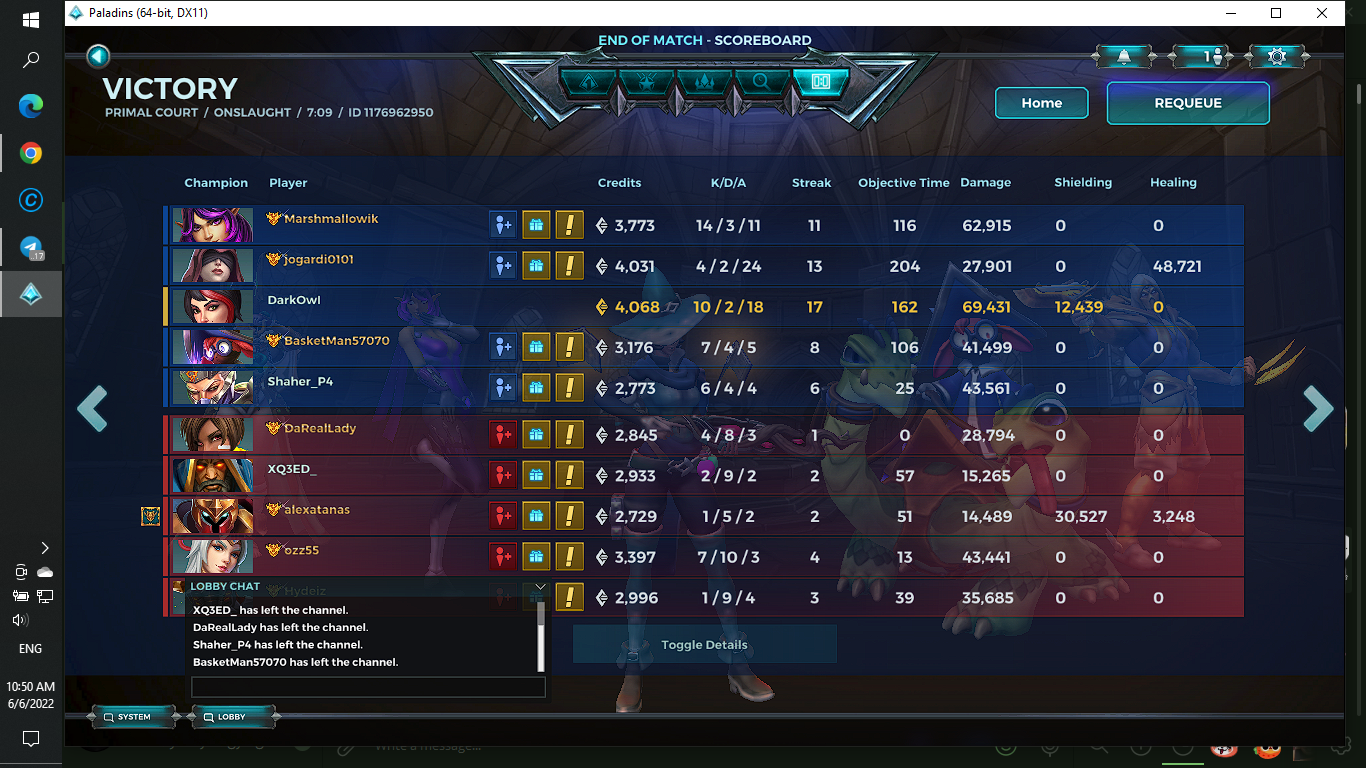 Paladins (64-bit, DX11)
END OF MATCH - SCOREBOARD
1
VICTORY
PRIMAL COURT / ONSLAUGHT / 7:09 / ID 1176962950
Home
REQUEUE
Champion Player Credits K/D/A Streak Objective Time Damage Shielding Healing
Marshmallowik 3,773 14 / 3 / 11 11 116 62,915 0 0
jogardi0101 4,031 4 / 2 / 24 13 204 27,901 0 48,721
DarkOwl 4,068 10 / 2 / 18 17 162 69,431 12,439 0
BasketMan57070 3,176 7 / 4 / 5 8 106 41,499 0 0
Shaher_P4 2,773 6 / 4 / 4 6 25 43,561 0 0
DaRealLady 2,845 4 / 8 / 3 1 0 28,794 0 0
XQ3ED_ 2,933 2 / 9 / 2 2 57 15,265 0 0
alexatanas 2,729 1 / 5 / 2 2 51 14,489 30,527 3,248
ozz55 3,397 7 / 10 / 3 4 13 43,441 0 0
Hydeiz 2,996 1 / 9 / 4 3 39 35,685 0 0
LOBBY CHAT
XQ3ED_ has left the channel.
DaRealLady has left the channel.
Shaher_P4 has left the channel.
BasketMan57070 has left the channel.
Toggle Details
SYSTEM
LOBBY
Write a message...
17
ENG
10:50 AM
6/6/2022